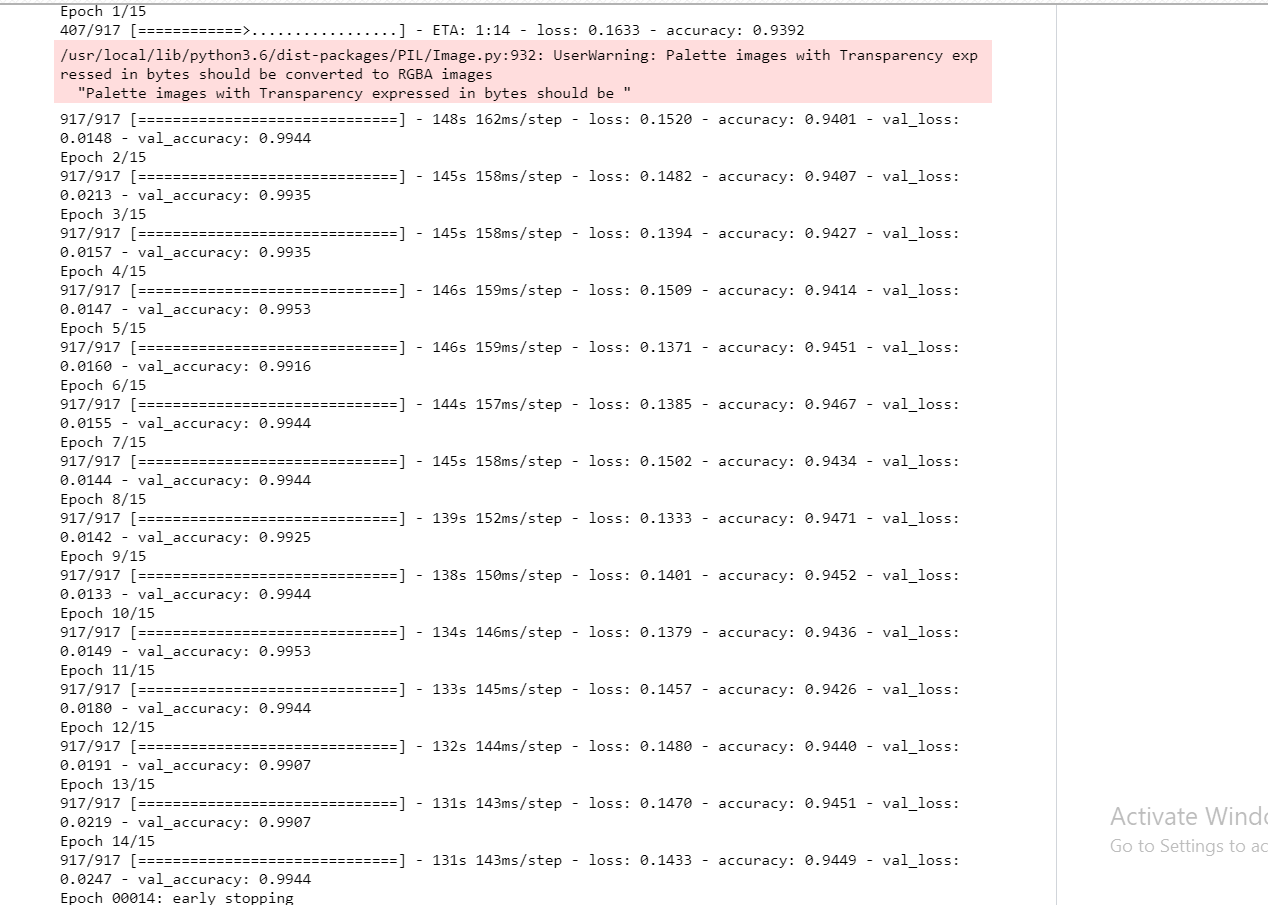 Epoch 1/15
407/917 [============>.................] - ETA: 1:14 - loss: 0.1633 - accuracy: 0.9392
/usr/local/lib/python3.6/dist-packages/PIL/Image.py:932: UserWarning: Palette images with Transparency exp
ressed in bytes should be converted to RGBA images
  "Palette images with Transparency expressed in bytes should be "
917/917 [==============================] - 148s 162ms/step - loss: 0.1520 - accuracy: 0.9401 - val_loss:
0.0148 - val_accuracy: 0.9944
Epoch 2/15
917/917 [==============================] - 145s 158ms/step - loss: 0.1482 - accuracy: 0.9407 - val_loss:
0.0213 - val_accuracy: 0.9935
Epoch 3/15
917/917 [==============================] - 145s 158ms/step - loss: 0.1394 - accuracy: 0.9427 - val_loss:
0.0157 - val_accuracy: 0.9935
Epoch 4/15
917/917 [==============================] - 146s 159ms/step - loss: 0.1509 - accuracy: 0.9414 - val_loss:
0.0147 - val_accuracy: 0.9953
Epoch 5/15
917/917 [==============================] - 146s 159ms/step - loss: 0.1371 - accuracy: 0.9451 - val_loss:
0.0160 - val_accuracy: 0.9916
Epoch 6/15
917/917 [==============================] - 144s 157ms/step - loss: 0.1385 - accuracy: 0.9467 - val_loss:
0.0155 - val_accuracy: 0.9944
Epoch 7/15
917/917 [==============================] - 145s 158ms/step - loss: 0.1502 - accuracy: 0.9434 - val_loss:
0.0144 - val_accuracy: 0.9944
Epoch 8/15
917/917 [==============================] - 139s 152ms/step - loss: 0.1333 - accuracy: 0.9471 - val_loss:
0.0142 - val_accuracy: 0.9925
Epoch 9/15
917/917 [==============================] - 138s 150ms/step - loss: 0.1401 - accuracy: 0.9452 - val_loss:
0.0133 - val_accuracy: 0.9944
Epoch 10/15
917/917 [==============================] - 134s 146ms/step - loss: 0.1379 - accuracy: 0.9436 - val_loss:
0.0149 - val_accuracy: 0.9953
Epoch 11/15
917/917 [==============================] - 133s 145ms/step - loss: 0.1457 - accuracy: 0.9426 - val_loss:
0.0180 - val_accuracy: 0.9944
Epoch 12/15
917/917 [==============================] - 132s 144ms/step - loss: 0.1480 - accuracy: 0.9440 - val_loss:
0.0191 - val_accuracy: 0.9907
Epoch 13/15
917/917 [==============================] - 131s 143ms/step - loss: 0.1470 - accuracy: 0.9451 - val_loss:
0.0219 - val_accuracy: 0.9907
Epoch 14/15
917/917 [==============================] - 131s 143ms/step - loss: 0.1433 - accuracy: 0.9449 - val_loss:
0.0247 - val_accuracy: 0.9944
Epoch 00014: early stopping
Activate Windo
Go to Settings to ac